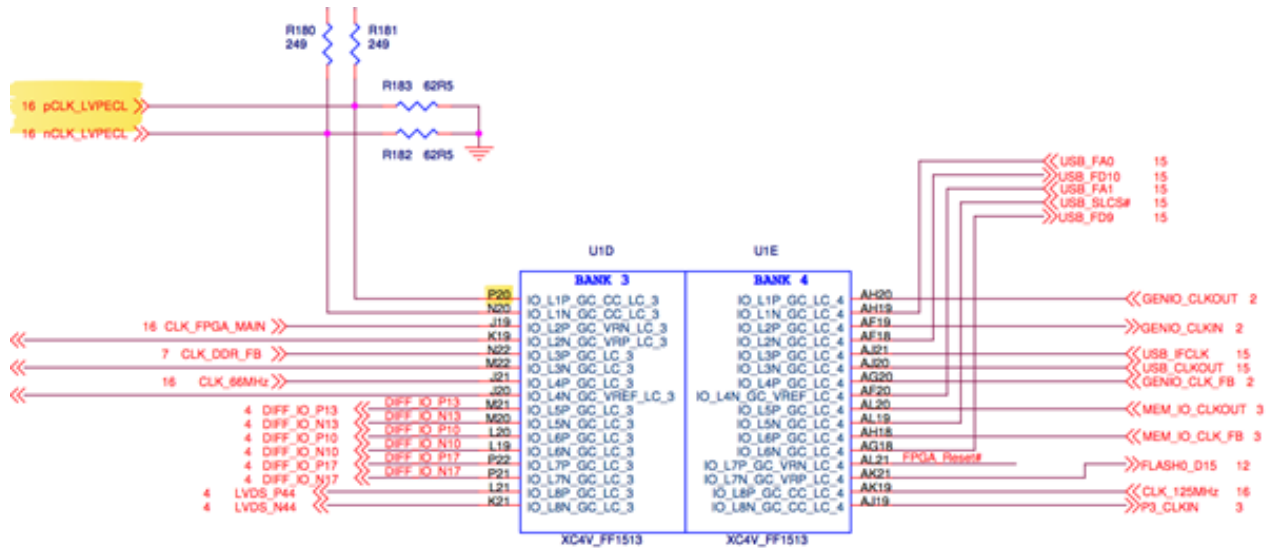 R180 R181
249 249
R183 62R5
16 pCLK_LVPECL
16 nCLK_LVPECL
R182 62R5
USB_FA0 15
USB_FD10 15
USB_FA1 15
USB_SLCS# 15
USB_FD9 15
U1D U1E
BANK 3 BANK 4
P20 IO_L1P_GC_CC_LC_3 IO_L1P_GC_LC_4 AH20 GENIO_CLKOUT 2
N20 IO_L1N_GC_CC_LC_3 IO_L1N_GC_LC_4 AH19
16 CLK_FPGA_MAIN J19 IO_L2P_GC_VRN_LC_3 IO_L2P_GC_LC_4 AF19 GENIO_CLKIN 2
K19 IO_L2N_GC_VRP_LC_3 IO_L2N_GC_LC_4 AF18
7 CLK_DDR_FB N22 IO_L3P_GC_LC_3 IO_L3P_GC_LC_4 AJ21 USB_IFCLK 15
M22 IO_L3N_GC_LC_3 IO_L3N_GC_LC_4 AJ20 USB_CLKOUT 15
16 CLK_66MHz J21 IO_L4P_GC_LC_3 IO_L4P_GC_LC_4 AG20 GENIO_CLK_FB 2
J20 IO_L4N_GC_VREF_LC_3 IO_L4N_GC_VREF_LC_4 AF20
4 DIFF_IO_P13 DIFF_IO_P13 M21 IO_L5P_GC_LC_3 IO_L5P_GC_LC_4 AL20 MEM_IO_CLKOUT 3
4 DIFF_IO_N13 DIFF_IO_N13 M20 IO_L5N_GC_LC_3 IO_L5N_GC_LC_4 AL19
4 DIFF_IO_P10 DIFF_IO_P10 L20 IO_L6P_GC_LC_3 IO_L6P_GC_LC_4 AH18 MEM_IO_CLK_FB 3
4 DIFF_IO_N10 DIFF_IO_N10 L19 IO_L6N_GC_LC_3 IO_L6N_GC_LC_4 AG18
4 DIFF_IO_P17 DIFF_IO_P17 P22 IO_L7P_GC_LC_3 IO_L7P_GC_VRN_LC_4 AL21 FPGA_Reset#
4 DIFF_IO_N17 DIFF_IO_N17 P21 IO_L7N_GC_LC_3 IO_L7N_GC_VRP_LC_4 AK21 FLASH0_D15 12
4 LVDS_P44 L21 IO_L8P_GC_LC_3 IO_L8P_GC_CC_LC_4 AK19 CLK_125MHz 16
4 LVDS_N44 K21 IO_L8N_GC_LC_3 IO_L8N_GC_CC_LC_4 AJ19 P3_CLKIN 3
XC4V_FF1513 XC4V_FF1513